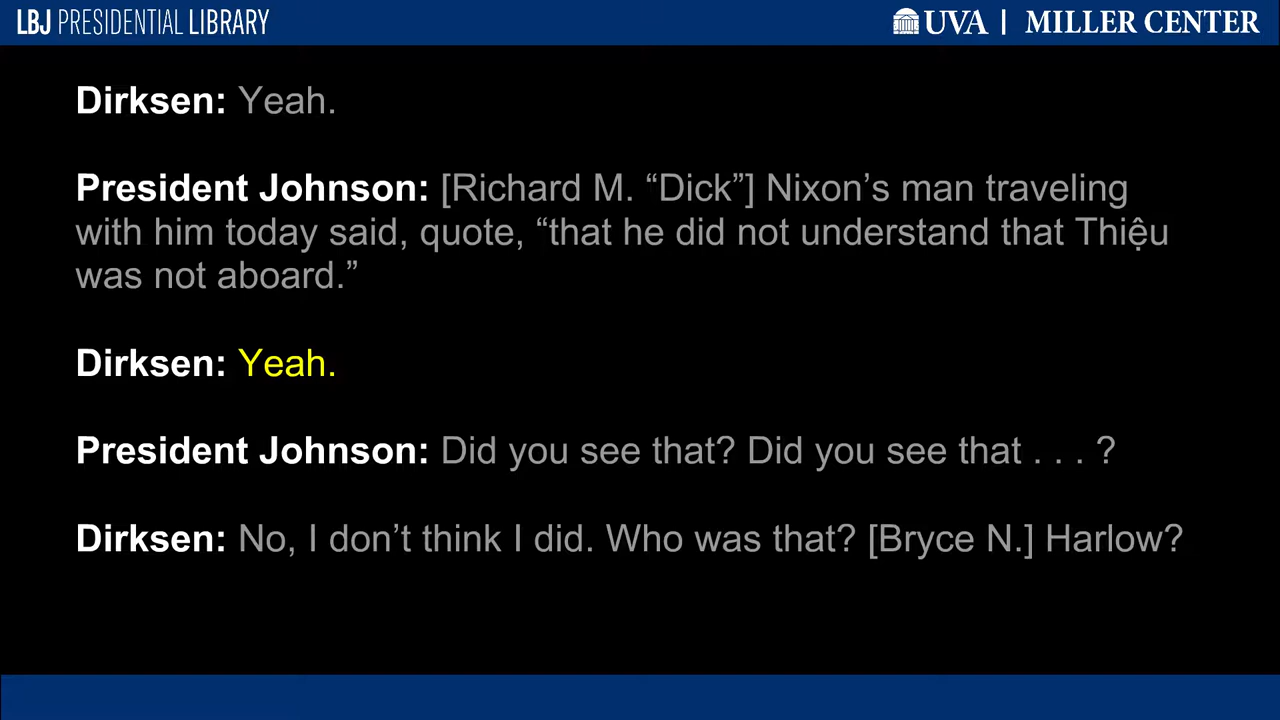 LBJ PRESIDENTIAL LIBRARY
UVA | MILLER CENTER
Dirksen: Yeah.
President Johnson: [Richard M. “Dick”] Nixon’s man traveling
with him today said, quote, “that he did not understand that Thiệu
was not aboard.”
Dirksen: Yeah.
President Johnson: Did you see that? Did you see that . . . ?
Dirksen: No, I don’t think I did. Who was that? [Bryce N.] Harlow?